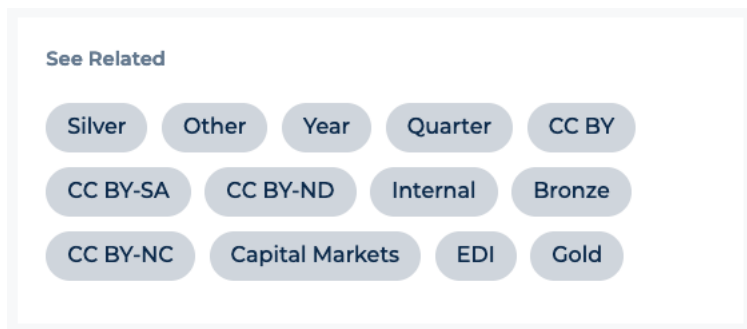 See Related
Silver Other Year Quarter CC BY
CC BY-SA CC BY-ND Internal Bronze
CC BY-NC Capital Markets EDI Gold